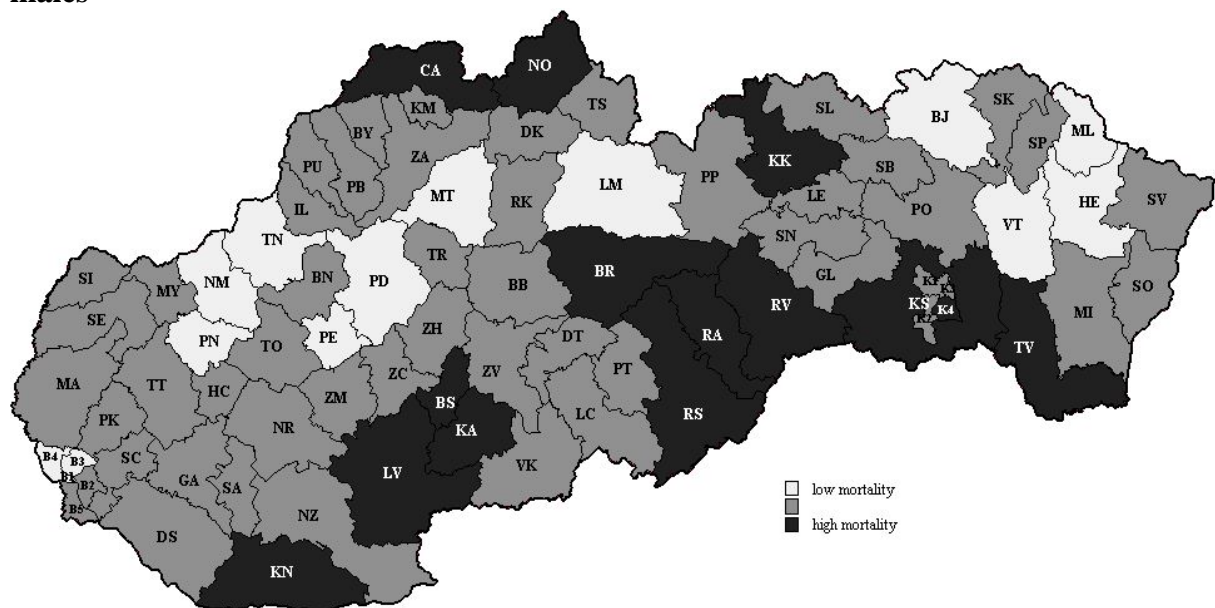 males
NO
CA
TS
KM
SL
SK
BJ
BY
DK
ML
SP
PU
ZA
KK
PB
SB
PP
LM
MT
LE
HE
SV
RK
PO
IL
VT
TN
SN
TR
BR
GL
SI
BN
PD
BB
NM
MY
RV
SO
KS
K4
MI
SE
ZH
TV
PN
PE
TO
DT
RA
ZV
PT
ZC
MA
TT
HC
ZM
BS
LC
RS
PK
NR
KA
B4
B3
SC
VK
B1
B2
LV
GA
SA
low mortality
B5
NZ
DS
high mortality
KN